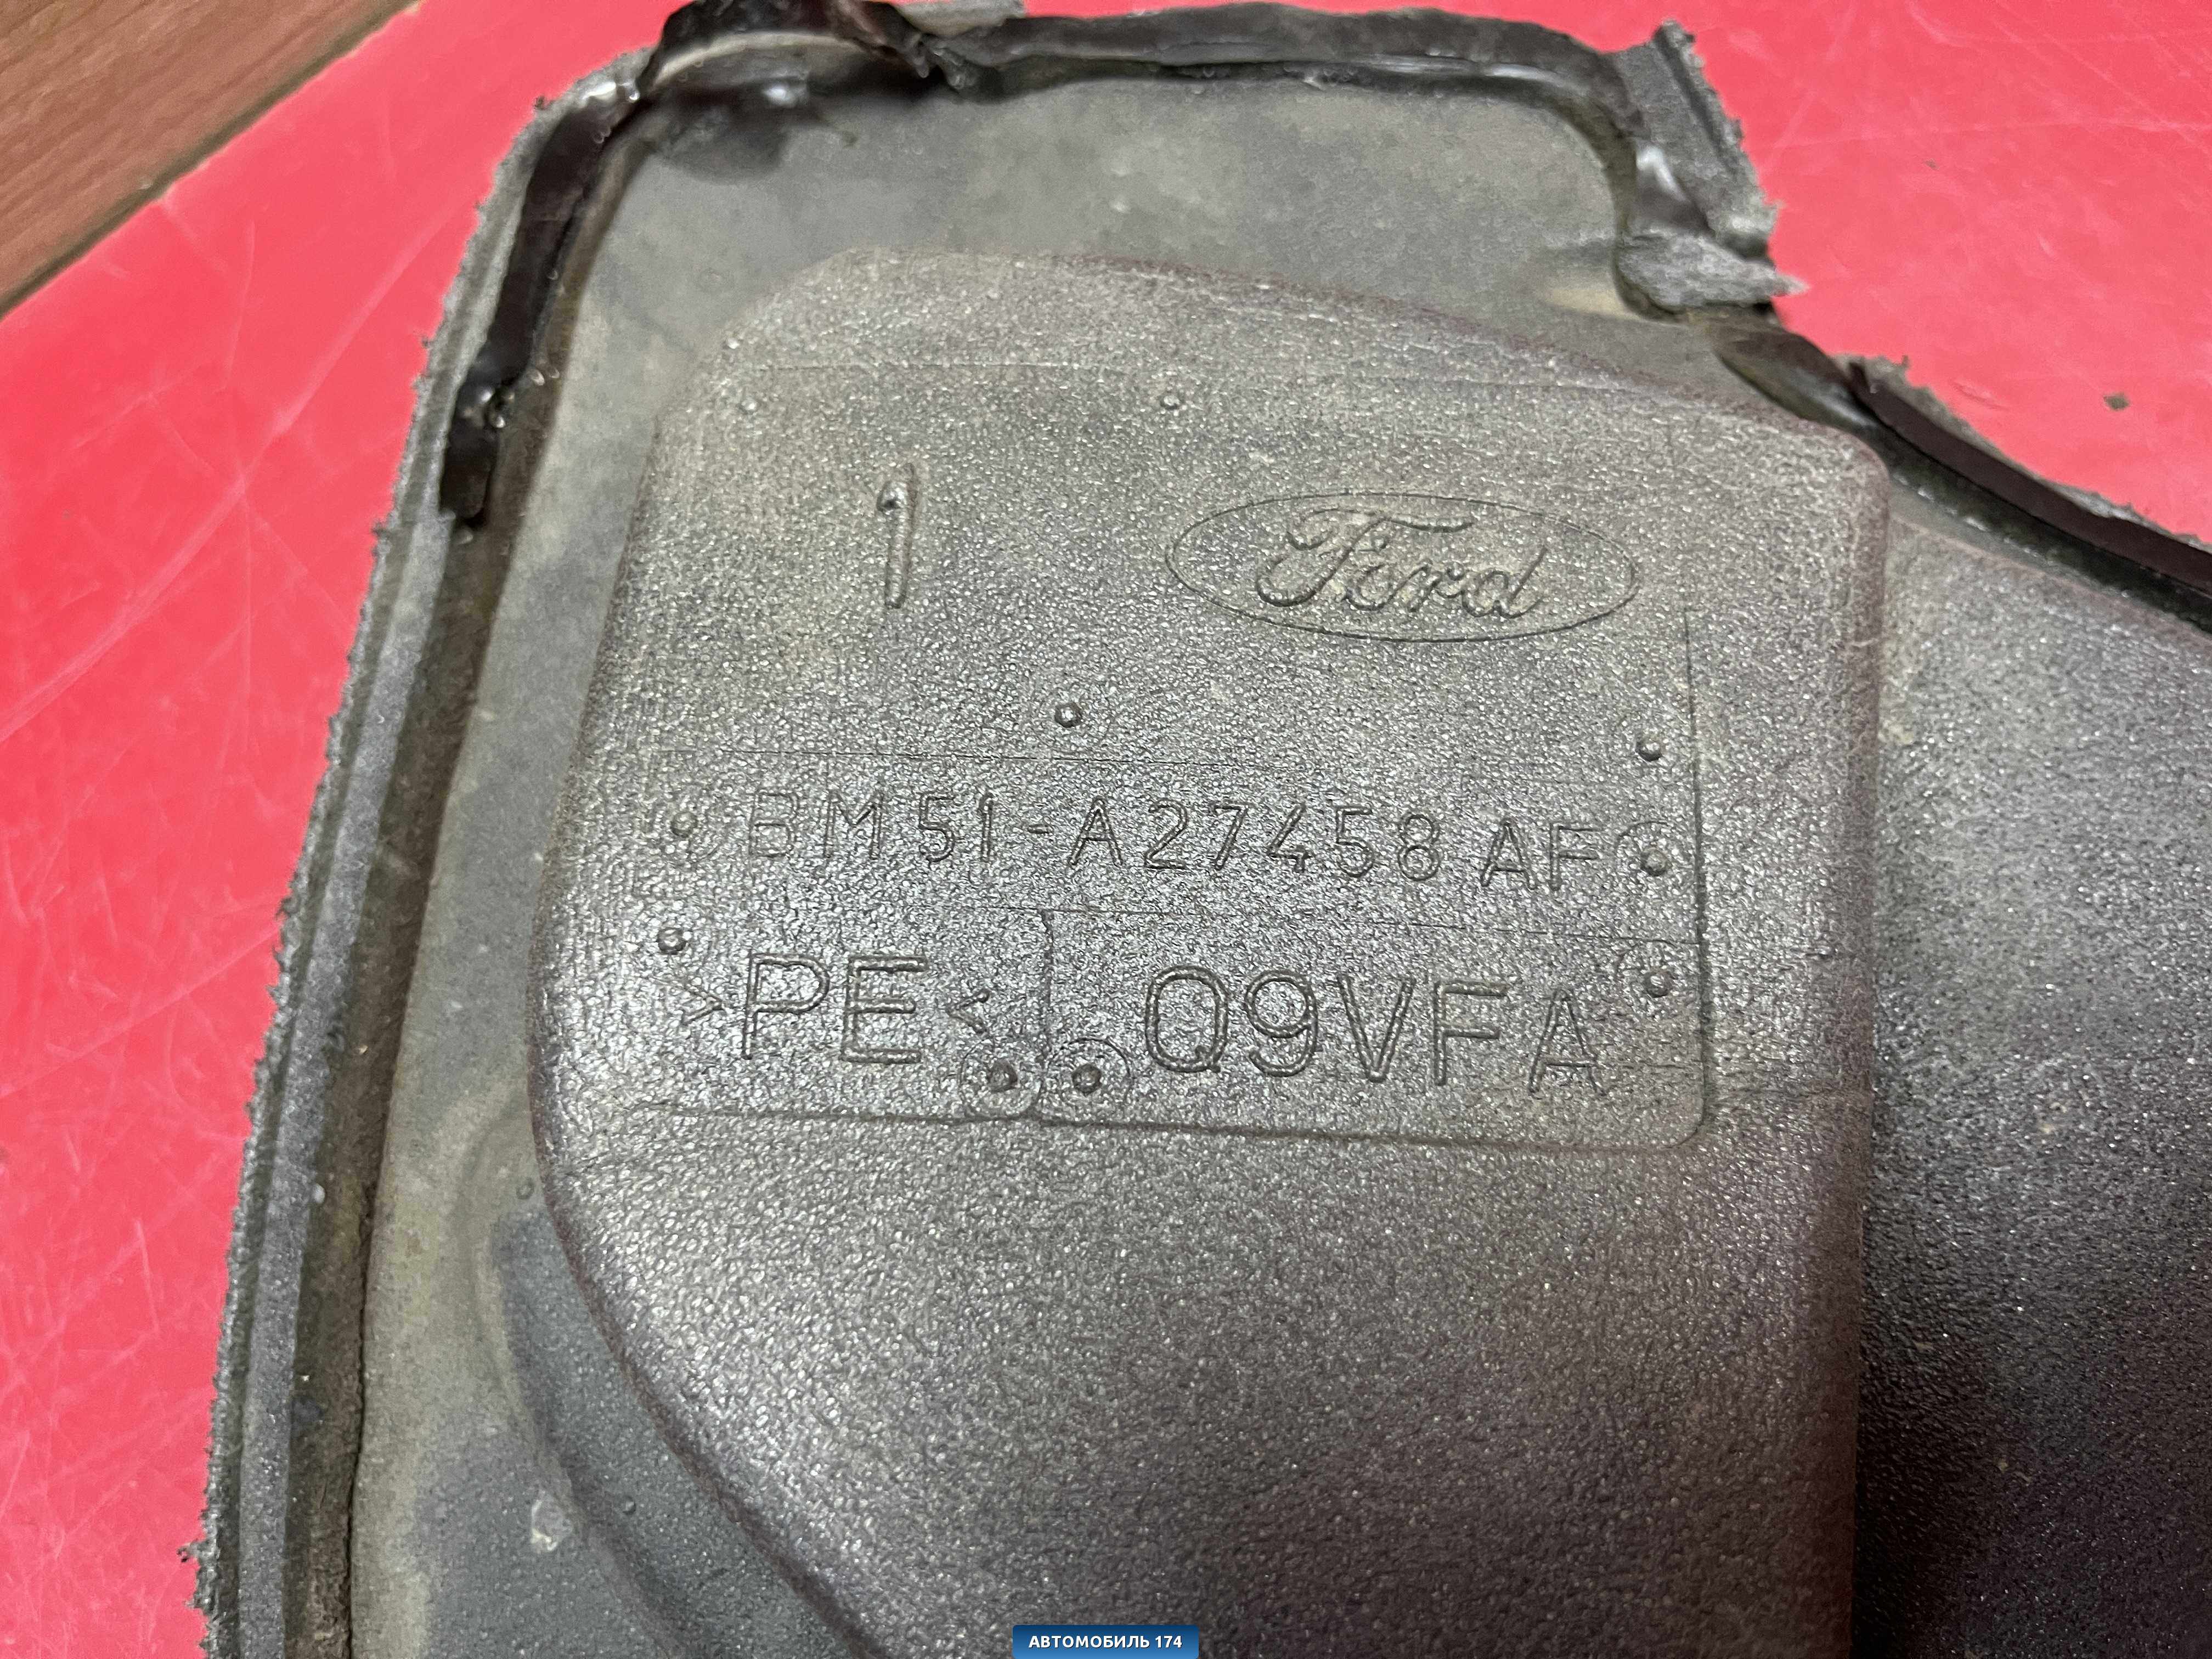 1 Ford
BM51-A27458 AF
>PE< Q9VFA
АВТОМОБИЛЬ 174